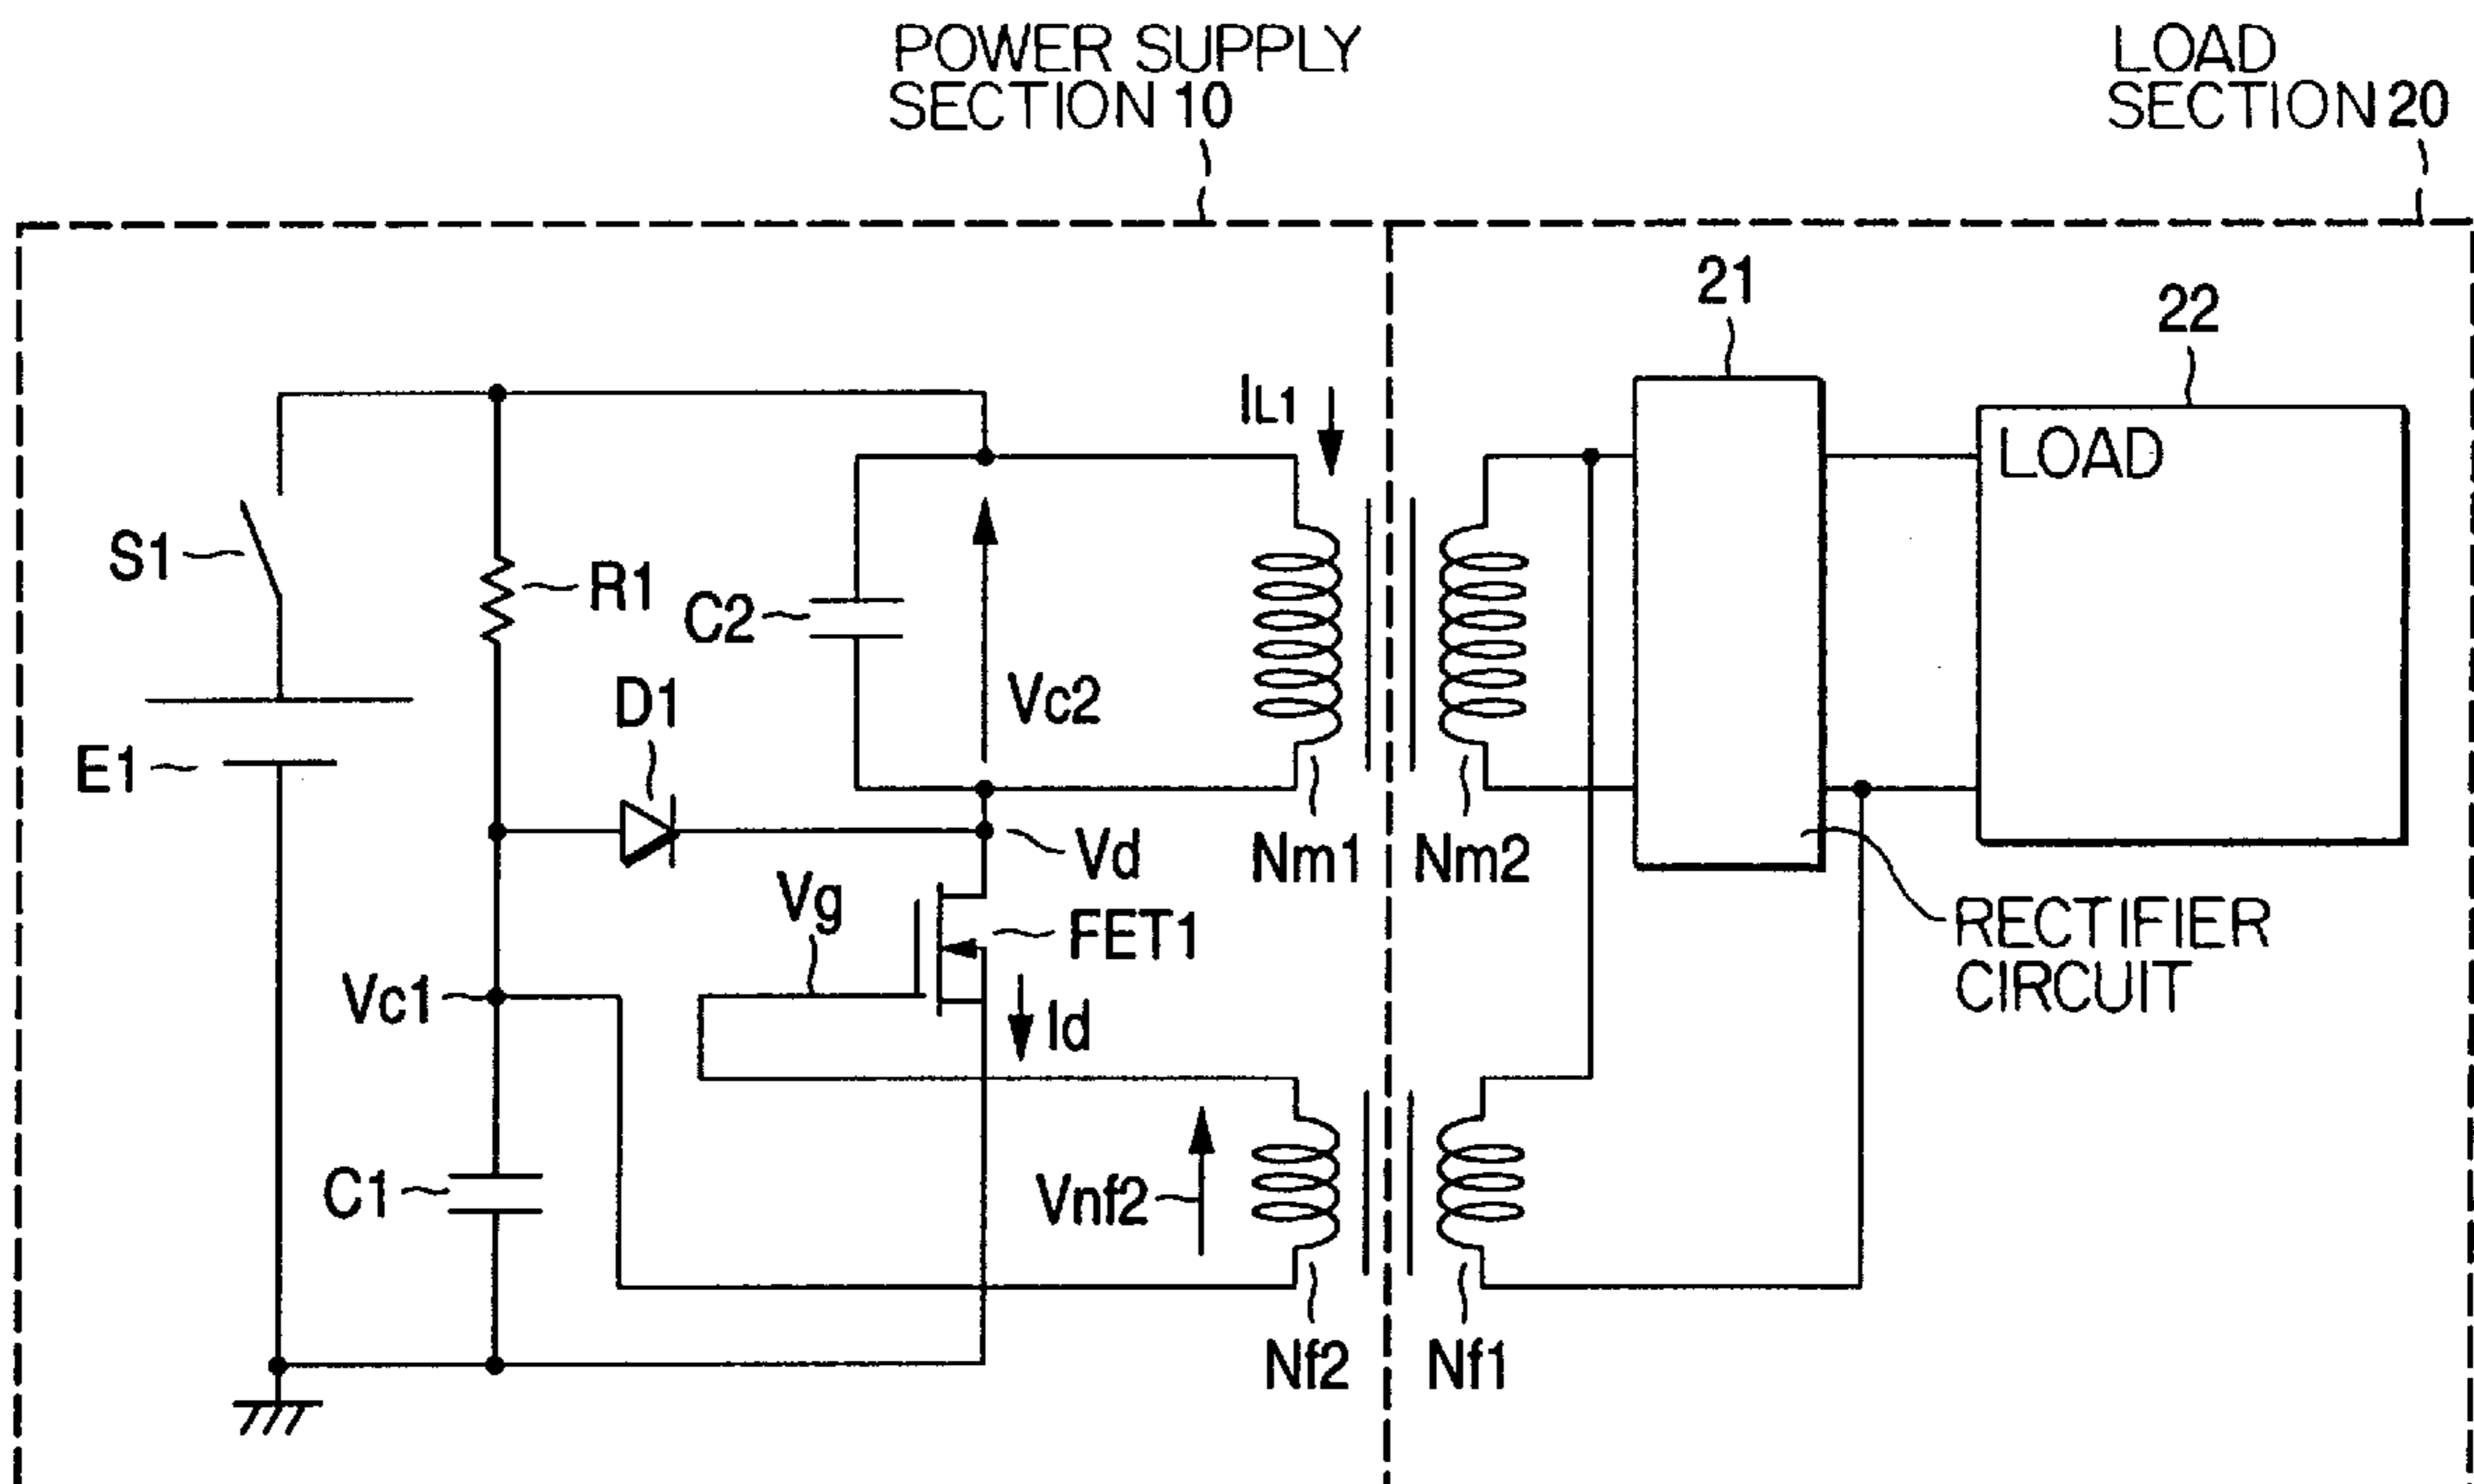 POWER SUPPLY
SECTION 10
LOAD
SECTION 20
21
22
IL1
LOAD
S1
R1
C2
D1
Vc2
E1
Nm1
Nm2
Vd
Vg
FET1
RECTIFIER
CIRCUIT
Vc1
Id
C1
Vnf2
Nf2
Nf1